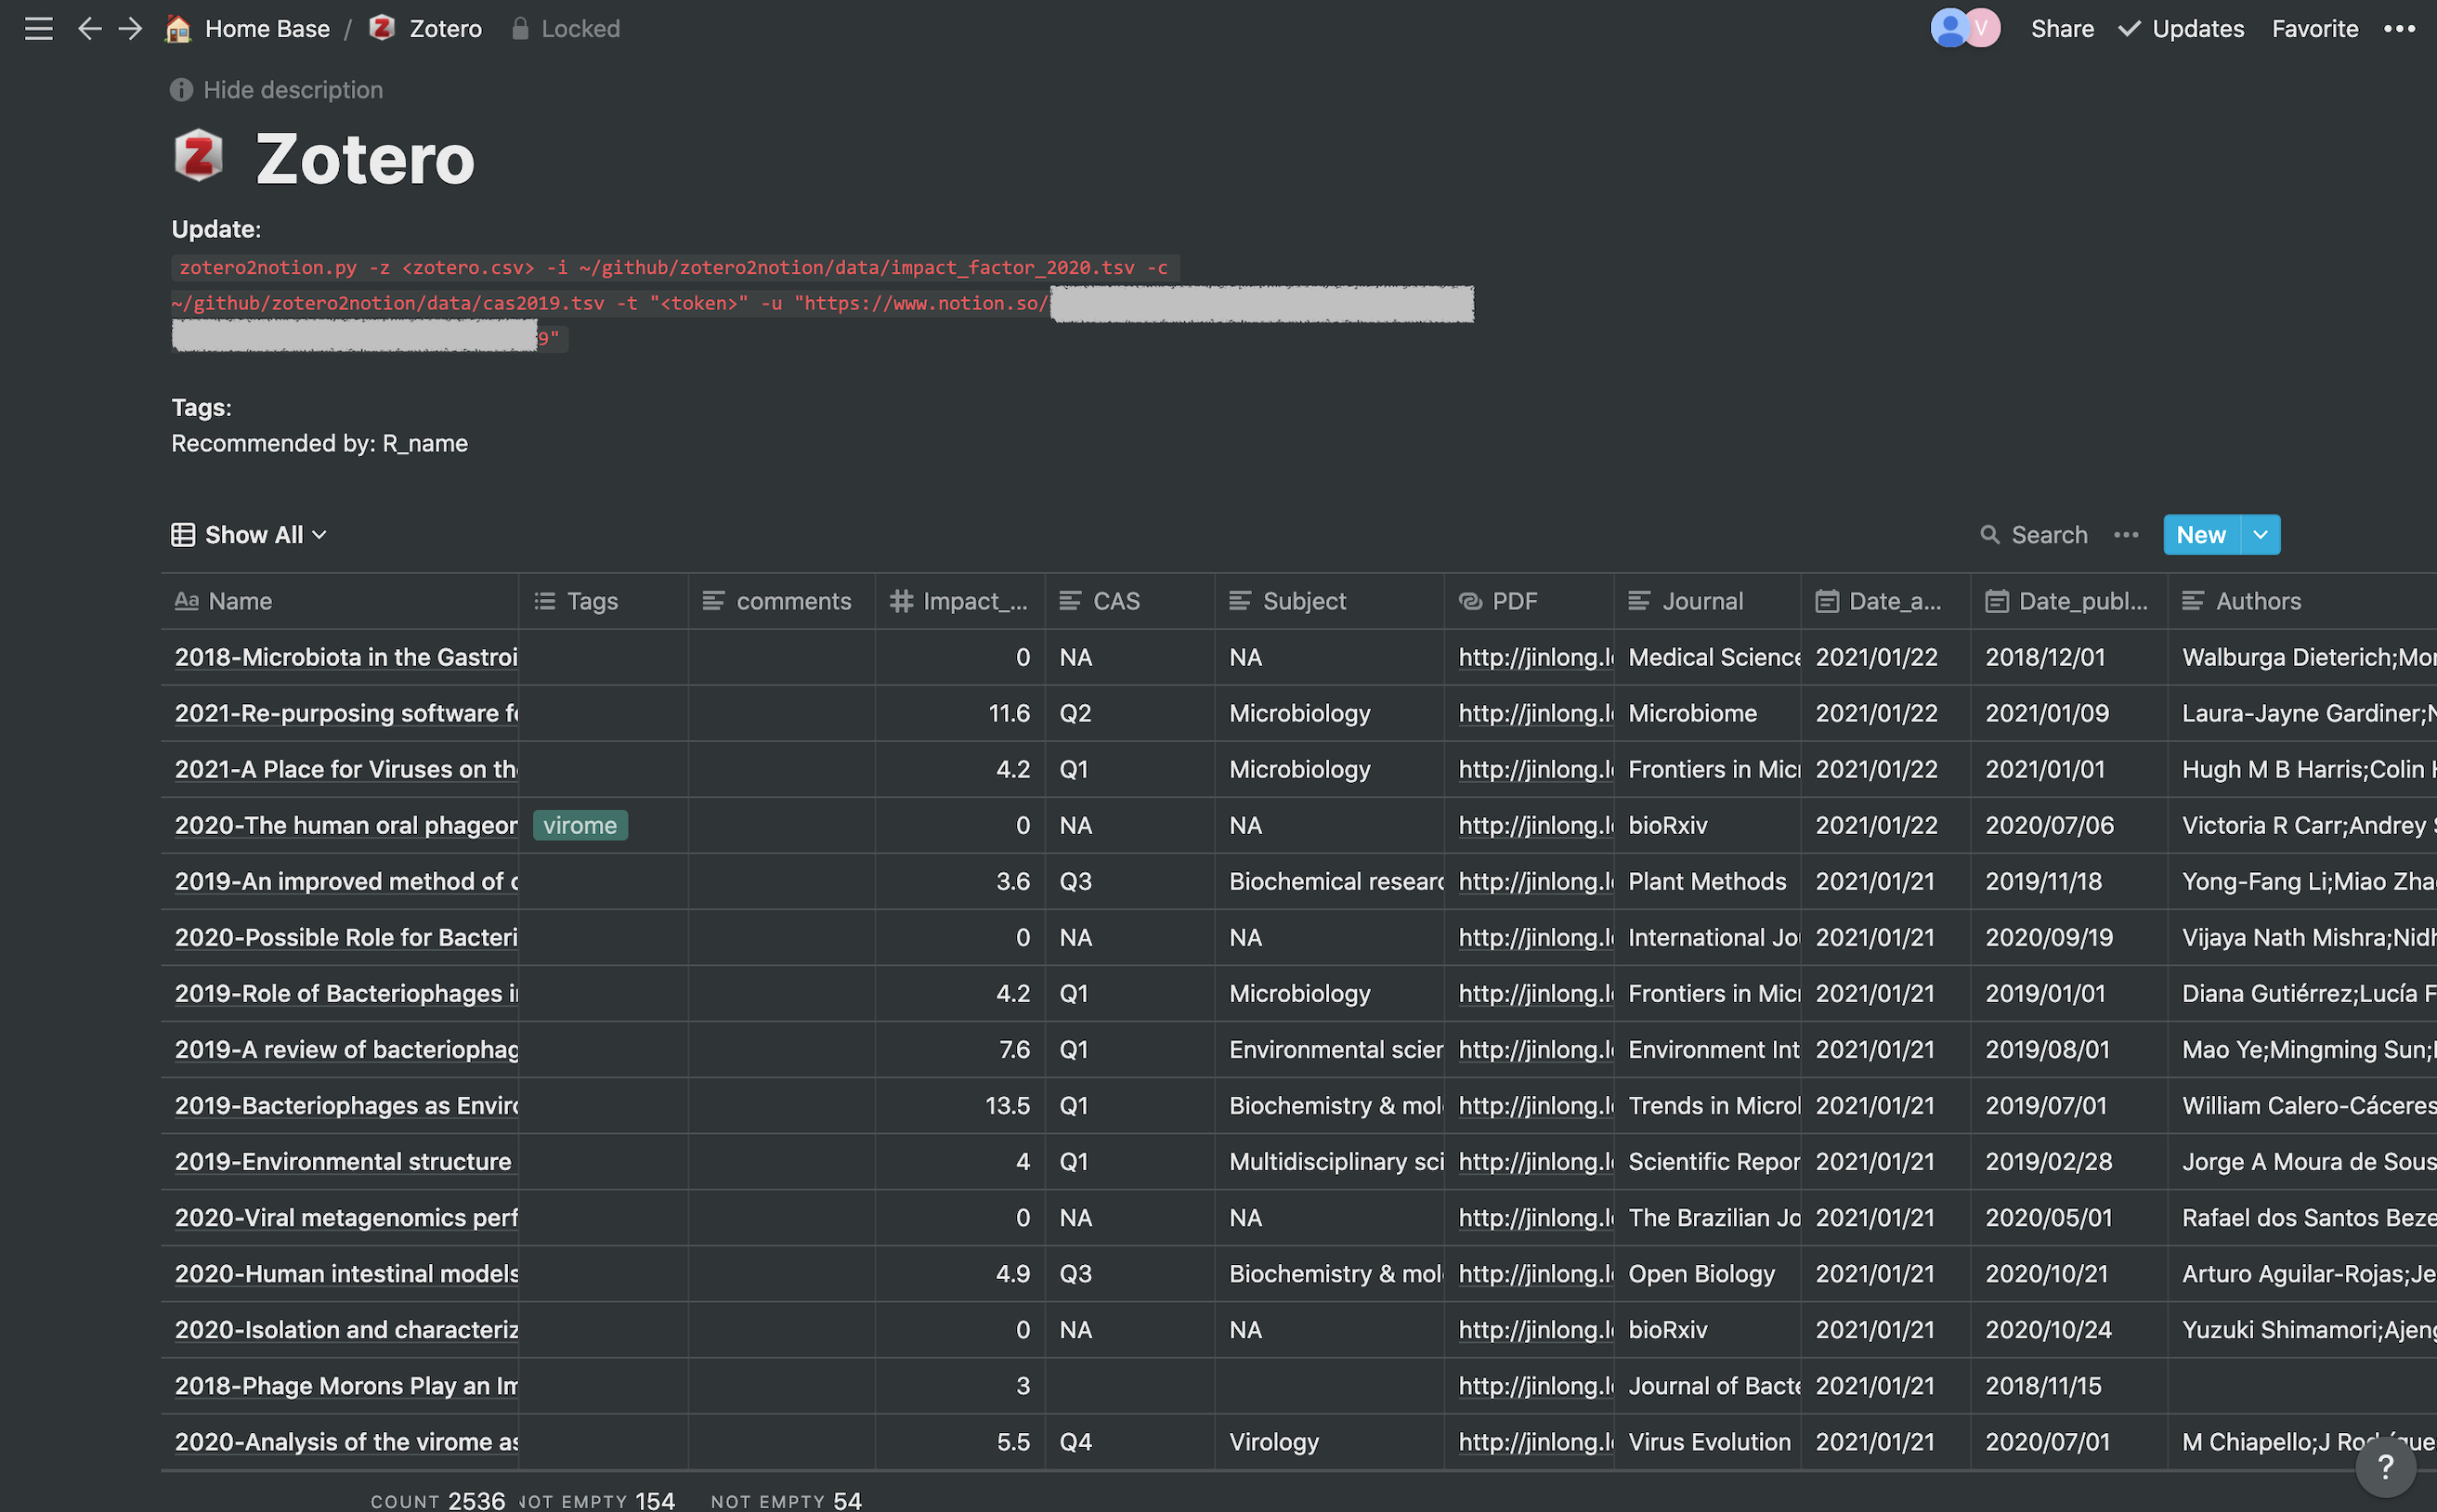 Home Base / Zotero Locked V Share Updates Favorite
Hide description
Zotero
Update:
zotero2notion.py -z <zotero.csv> -i ~/github/zotero2notion/data/impact_factor_2020.tsv -c
~/github/zotero2notion/data/cas2019.tsv -t "<token>" -u "https://www.notion.so/
9"
Tags:
Recommended by: R_name
Show All Search New
Aa Name Tags comments # Impact_... CAS Subject PDF Journal Date_a... Date_publ... Authors
2018-Microbiota in the Gastroi 0 NA NA http://jinlong.l Medical Science 2021/01/22 2018/12/01 Walburga Dieterich;Mor
2021-Re-purposing software f 11.6 Q2 Microbiology http://jinlong.l Microbiome 2021/01/22 2021/01/09 Laura-Jayne Gardiner;N
2021-A Place for Viruses on th 4.2 Q1 Microbiology http://jinlong.l Frontiers in Micr 2021/01/22 2021/01/01 Hugh M B Harris;Colin
2020-The human oral phageor virome 0 NA NA http://jinlong.l bioRxiv 2021/01/22 2020/07/06 Victoria R Carr;Andrey
2019-An improved method of 3.6 Q3 Biochemical researc http://jinlong.l Plant Methods 2021/01/21 2019/11/18 Yong-Fang Li;Miao Zha
2020-Possible Role for Bacteri 0 NA NA http://jinlong.l International Jo 2021/01/21 2020/09/19 Vijaya Nath Mishra;Nidh
2019-Role of Bacteriophages i 4.2 Q1 Microbiology http://jinlong.l Frontiers in Micr 2021/01/21 2019/01/01 Diana Gutiérrez;Lucía F
2019-A review of bacteriophag 7.6 Q1 Environmental scier http://jinlong.l Environment Int 2021/01/21 2019/08/01 Mao Ye;Mingming Sun;
2019-Bacteriophages as Enviro 13.5 Q1 Biochemistry & mol http://jinlong.l Trends in Microl 2021/01/21 2019/07/01 William Calero-Cáceres
2019-Environmental structure 4 Q1 Multidisciplinary sci http://jinlong.l Scientific Repor 2021/01/21 2019/02/28 Jorge A Moura de Sous
2020-Viral metagenomics perf 0 NA NA http://jinlong.l The Brazilian Jo 2021/01/21 2020/05/01 Rafael dos Santos Beze
2020-Human intestinal models 4.9 Q3 Biochemistry & mol http://jinlong.l Open Biology 2021/01/21 2020/10/21 Arturo Aguilar-Rojas;Je
2020-Isolation and characteriz 0 NA NA http://jinlong.l bioRxiv 2021/01/21 2020/10/24 Yuzuki Shimamori;Ajeng
2018-Phage Morons Play an Im 3 http://jinlong.l Journal of Bacte 2021/01/21 2018/11/15
2020-Analysis of the virome as 5.5 Q4 Virology http://jinlong.l Virus Evolution 2021/01/21 2020/07/01 M Chiapello;J
COUNT 2536 NOT EMPTY 154 NOT EMPTY 54 ?